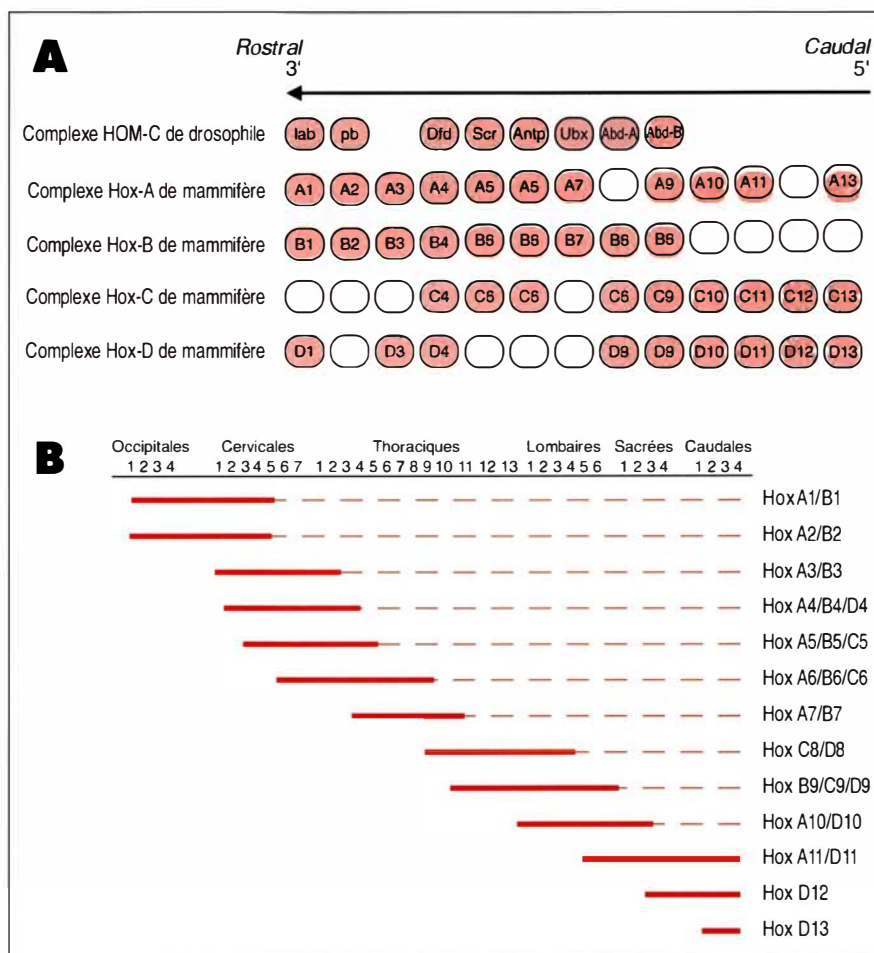 A
Rostral Caudal
3' 5'
Complexe HOM-C de drosophile lab pb Dfd Scr Antp Ubx Abd-A Abd-B
Complexe Hox-A de mammifère A1 A2 A3 A4 A5 A5 A7 A9 A10 A11 A13
Complexe Hox-B de mammifère B1 B2 B3 B4 B6 B6 B7 B6 B6
Complexe Hox-C de mammifère C4 C6 C6 C6 C9 C10 C11 C12 C13
Complexe Hox-D de mammifère D1 D3 D4 D9 D9 D10 D11 D12 D13
B
Occipitales Cervicales Thoraciques Lombaires Sacrées Caudales
1 2 3 4 1 2 3 4 5 6 7 1 2 3 4 5 6 7 8 9 10 11 12 13 1 2 3 4 5 6 1 2 3 4 1 2 3 4
Hox A1/B1
Hox A2/B2
Hox A3/B3
Hox A4/B4/D4
Hox A5/B5/C5
Hox A6/B6/C6
Hox A7/B7
Hox C8/D8
Hox B9/C9/D9
Hox A10/D10
Hox A11/D11
Hox D12
Hox D13